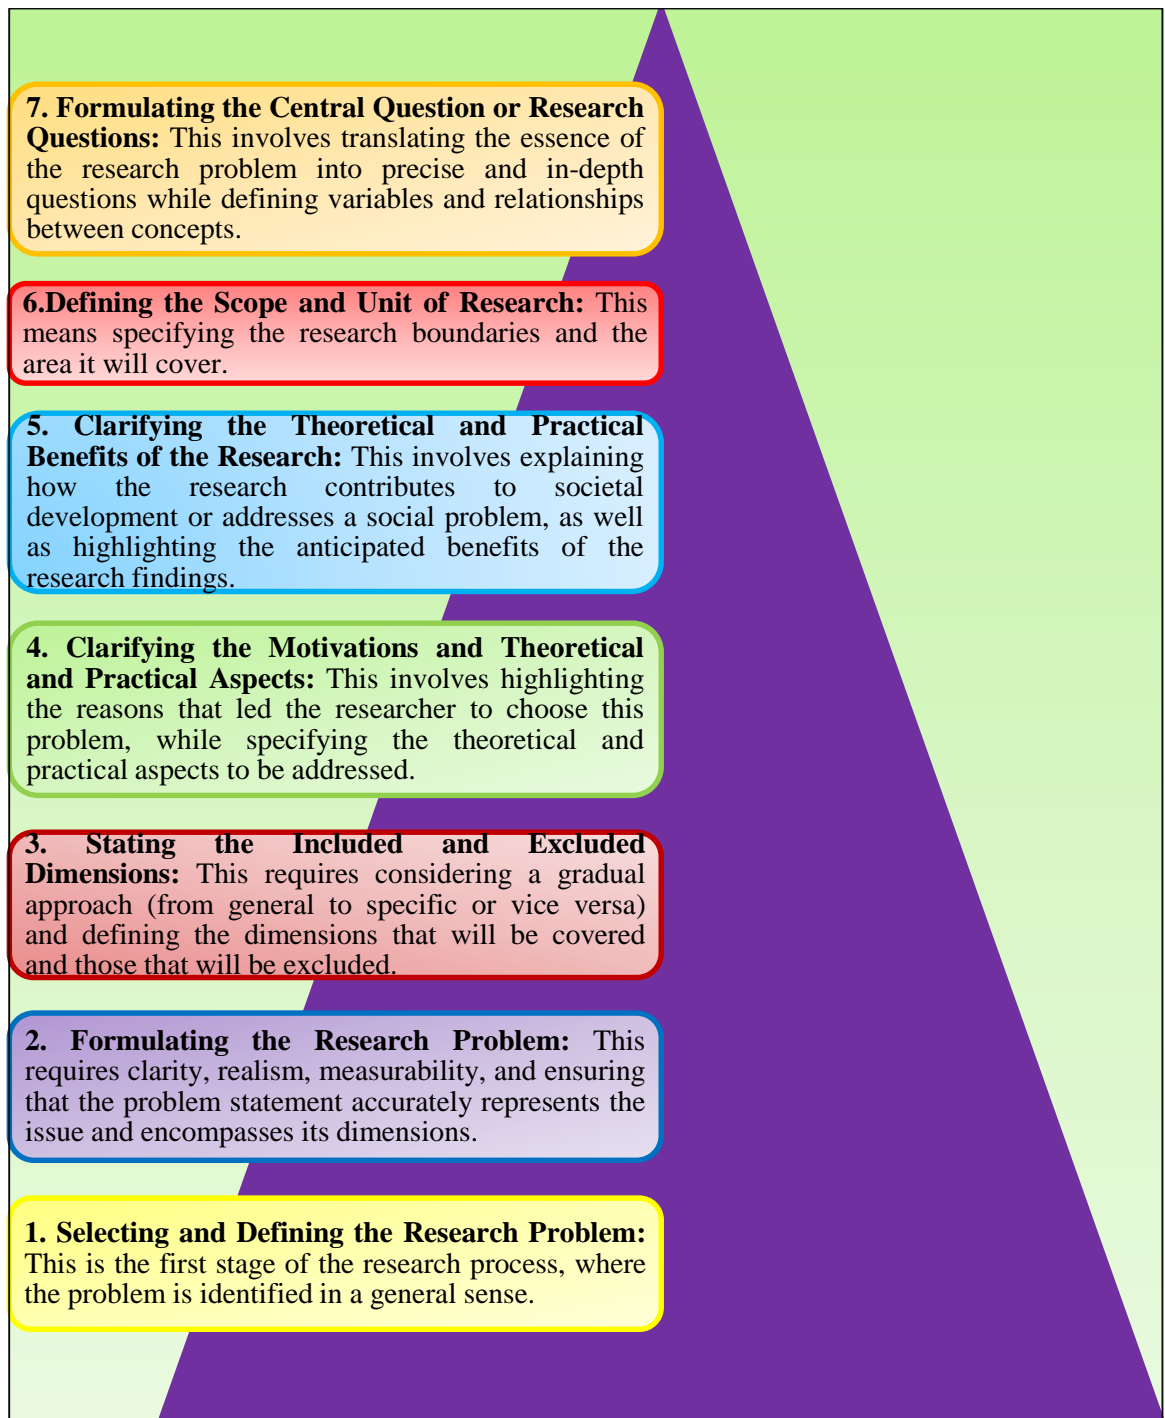 7. Formulating the Central Question or Research
Questions: This involves translating the essence of
the research problem into precise and in-depth
questions while defining variables and relationships
between concepts.
6.Defining the Scope and Unit of Research: This
means specifying the research boundaries and the
area it will cover.
5. Clarifying the Theoretical and Practical
Benefits of the Research: This involves explaining
how the research contributes to societal
development or addresses a social problem, as well
as highlighting the anticipated benefits of the
research findings.
4. Clarifying the Motivations and Theoretical
and Practical Aspects: This involves highlighting
the reasons that led the researcher to choose this
problem, while specifying the theoretical and
practical aspects to be addressed.
3. Stating the Included and Excluded
Dimensions: This requires considering a gradual
approach (from general to specific or vice versa)
and defining the dimensions that will be covered
and those that will be excluded.
2. Formulating the Research Problem: This
requires clarity, realism, measurability, and ensuring
that the problem statement accurately represents the
issue and encompasses its dimensions.
1. Selecting and Defining the Research Problem:
This is the first stage of the research process, where
the problem is identified in a general sense.